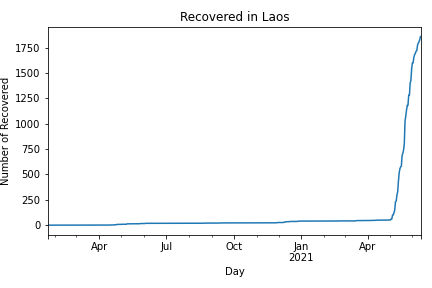 Recovered in Laos
Number of Recovered
1750
1500
1250
1000
750
500
250
0
Apr
Jul
Oct
Jan
2021
Apr
Day